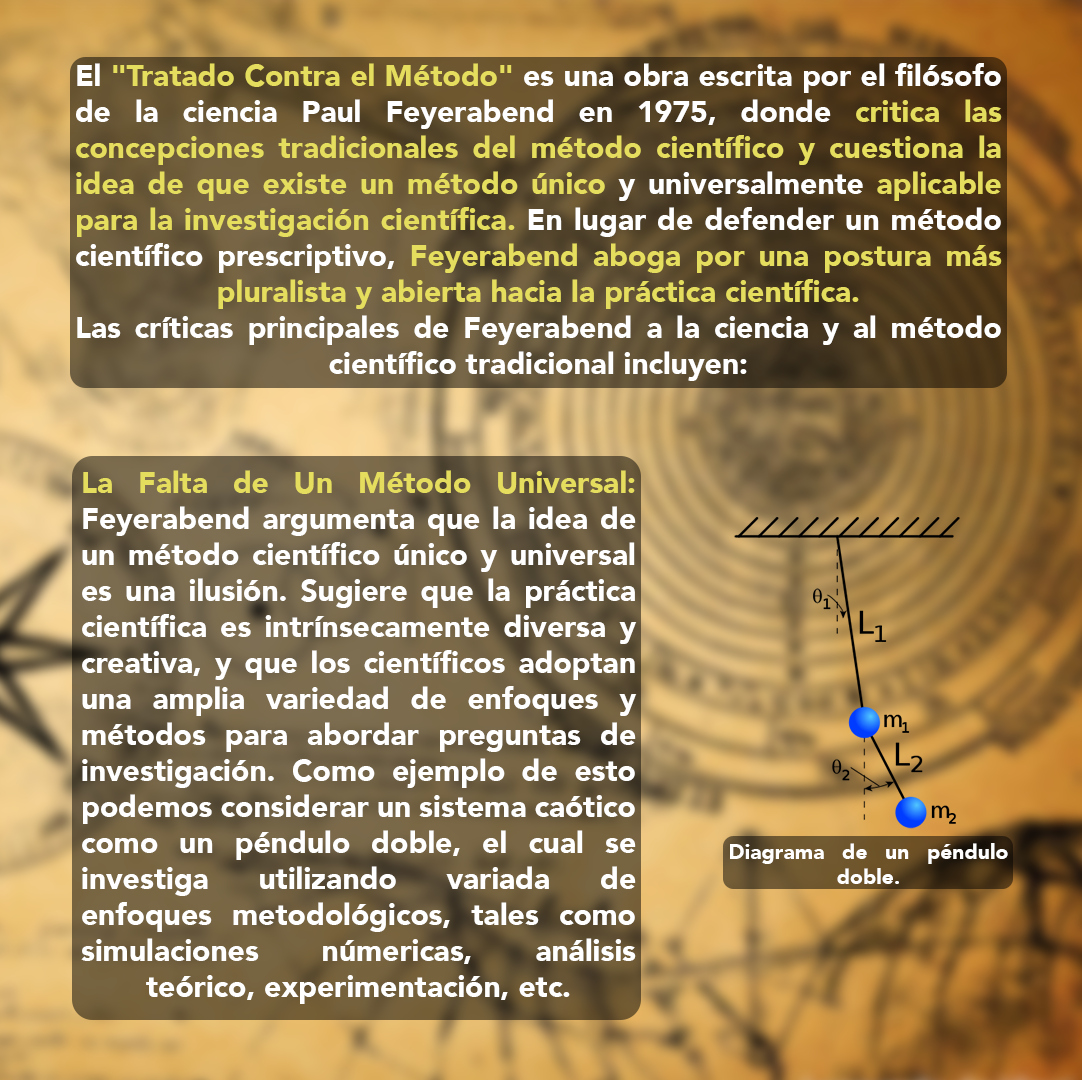 El "Tratado Contra el Método" es una obra escrita por el filósofo
de la ciencia Paul Feyerabend en 1975, donde critica las
concepciones tradicionales del método científico y cuestiona la
idea de que existe un método único y universalmente aplicable
para la investigación científica. En lugar de defender un método
científico prescriptivo, Feyerabend aboga por una postura más
pluralista y abierta hacia la práctica científica.
Las críticas principales de Feyerabend a la ciencia y al método
científico tradicional incluyen:
La Falta de Un Método Universal:
Feyerabend argumenta que la idea de
un método científico único y universal
es una ilusión. Sugiere que la práctica
científica es intrínsecamente diversa y
creativa, y que los científicos adoptan
una amplia variedad de enfoques y
métodos para abordar preguntas de
investigación. Como ejemplo de esto
podemos considerar un sistema caótico
como un péndulo doble, el cual se
investiga utilizando variada de
enfoques metodológicos, tales como
simulaciones númericas, análisis
teórico, experimentación, etc.
θ1
L1
m1
θ2
L2
m2
Diagrama de un péndulo
doble.